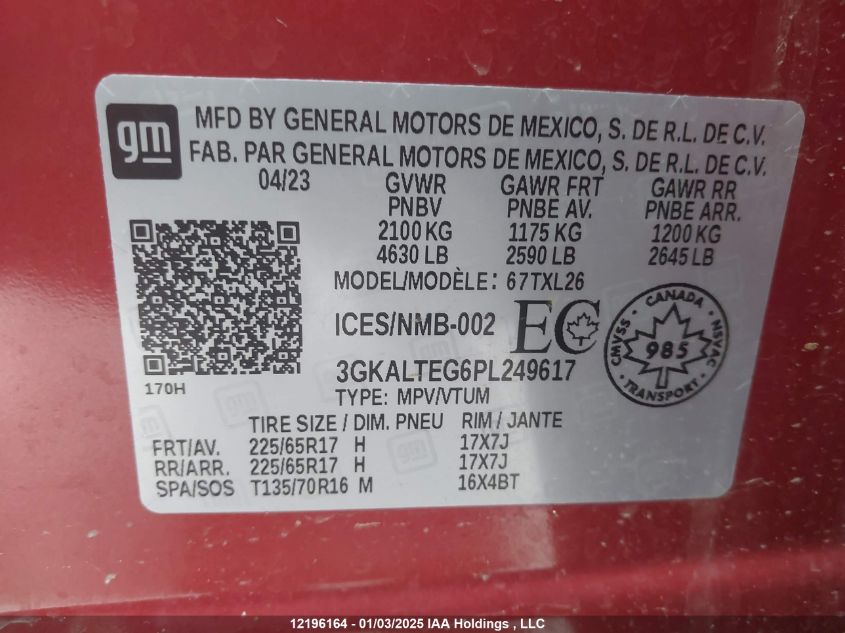 gm
MFD BY GENERAL MOTORS DE MEXICO, S. DE R.L. DE C.V.
FAB. PAR GENERAL MOTORS DE MEXICO, S. DE R.L. DE C.V.
04/23 GVWR GAWR FRT GAWR RR
PNBV PNBE AV. PNBE ARR.
2100 KG 1175 KG 1200 KG
4630 LB 2590 LB 2645 LB
MODEL/MODÈLE: 67TXL26
ICES/NMB-002 EC
CANADA
CMVSS 985 NSVAC
TRANSPORT
3GKALTEG6PL249617
170H
TYPE: MPV/VTUM
TIRE SIZE / DIM. PNEU RIM / JANTE
FRT/AV. 225/65R17 H 17X7J
RR/ARR. 225/65R17 H 17X7J
SPA/SOS T135/70R16 M 16X4BT
12196164 - 01/03/2025 IAA Holdings , LLC